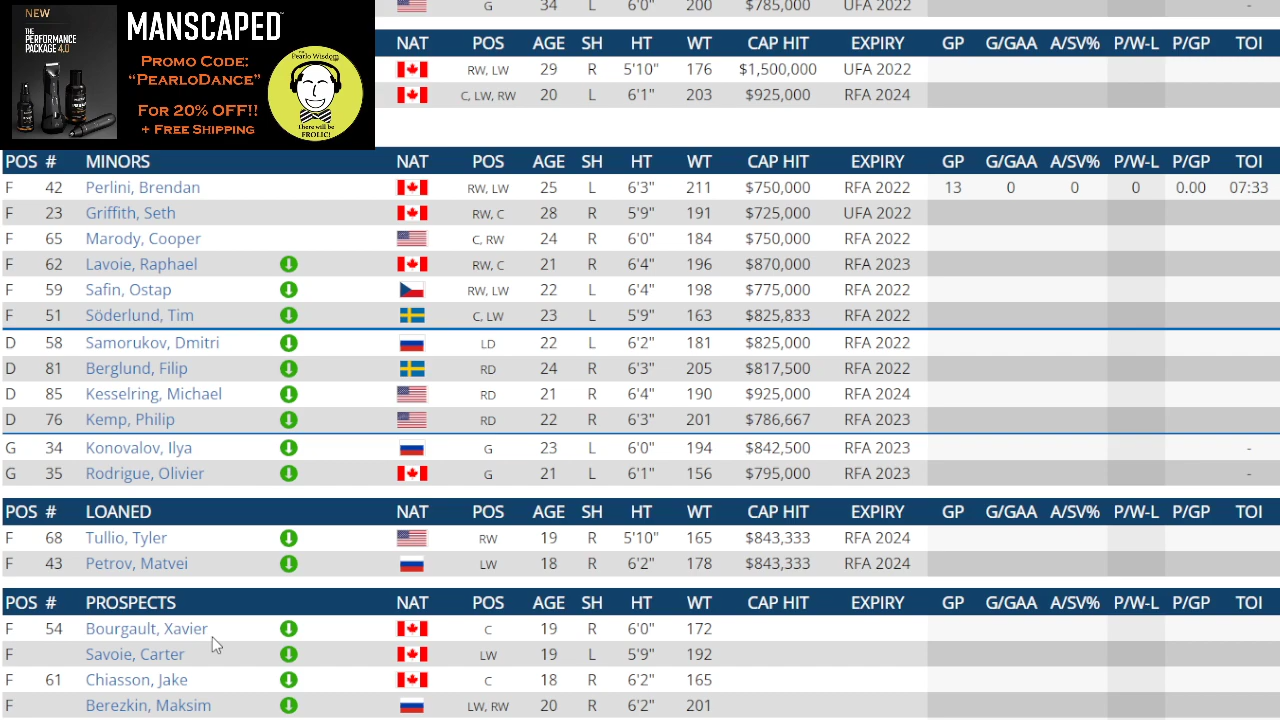 NEW
THE
PERFORMANCE
PACKAGE 4.0
MANSCAPED
PROMO CODE:
"PEARLODANCE"
FOR 20% OFF!!
+ FREE SHIPPING
Pearlo Wisdom
There will be
FROLIC!
G 34 L 6'0" 200 $785,000 UFA 2022 -
NAT POS AGE SH HT WT CAP HIT EXPIRY GP G/GAA A/SV% P/W-L P/GP TOI
RW, LW 29 R 5'10" 176 $1,500,000 UFA 2022
C, LW, RW 20 L 6'1" 203 $925,000 RFA 2024
POS # MINORS NAT POS AGE SH HT WT CAP HIT EXPIRY GP G/GAA A/SV% P/W-L P/GP TOI
F 42 Perlini, Brendan RW, LW 25 L 6'3" 211 $750,000 RFA 2022 13 0 0 0 0.00 07:33
F 23 Griffith, Seth RW, C 28 R 5'9" 191 $725,000 UFA 2022
F 65 Marody, Cooper C, RW 24 R 6'0" 184 $750,000 RFA 2022
F 62 Lavoie, Raphael RW, C 21 R 6'4" 196 $870,000 RFA 2023
F 59 Safin, Ostap RW, LW 22 L 6'4" 198 $775,000 RFA 2022
F 51 Söderlund, Tim C, LW 23 L 5'9" 163 $825,833 RFA 2022
D 58 Samorukov, Dmitri LD 22 L 6'2" 181 $825,000 RFA 2022
D 81 Berglund, Filip RD 24 R 6'3" 205 $817,500 RFA 2022
D 85 Kesselring, Michael RD 21 R 6'4" 190 $925,000 RFA 2024
D 76 Kemp, Philip RD 22 R 6'3" 201 $786,667 RFA 2023
G 34 Konovalov, Ilya G 23 L 6'0" 194 $842,500 RFA 2023 -
G 35 Rodrigue, Olivier G 21 L 6'1" 156 $795,000 RFA 2023 -
POS # LOANED NAT POS AGE SH HT WT CAP HIT EXPIRY GP G/GAA A/SV% P/W-L P/GP TOI
F 68 Tullio, Tyler RW 19 R 5'10" 165 $843,333 RFA 2024
F 43 Petrov, Matvei LW 18 R 6'2" 178 $843,333 RFA 2024
POS # PROSPECTS NAT POS AGE SH HT WT CAP HIT EXPIRY GP G/GAA A/SV% P/W-L P/GP TOI
F 54 Bourgault, Xavier C 19 R 6'0" 172
F Savoie, Carter LW 19 L 5'9" 192
F 61 Chiasson, Jake C 18 R 6'2" 165
F Berezkin, Maksim LW, RW 20 L 6'2" 201